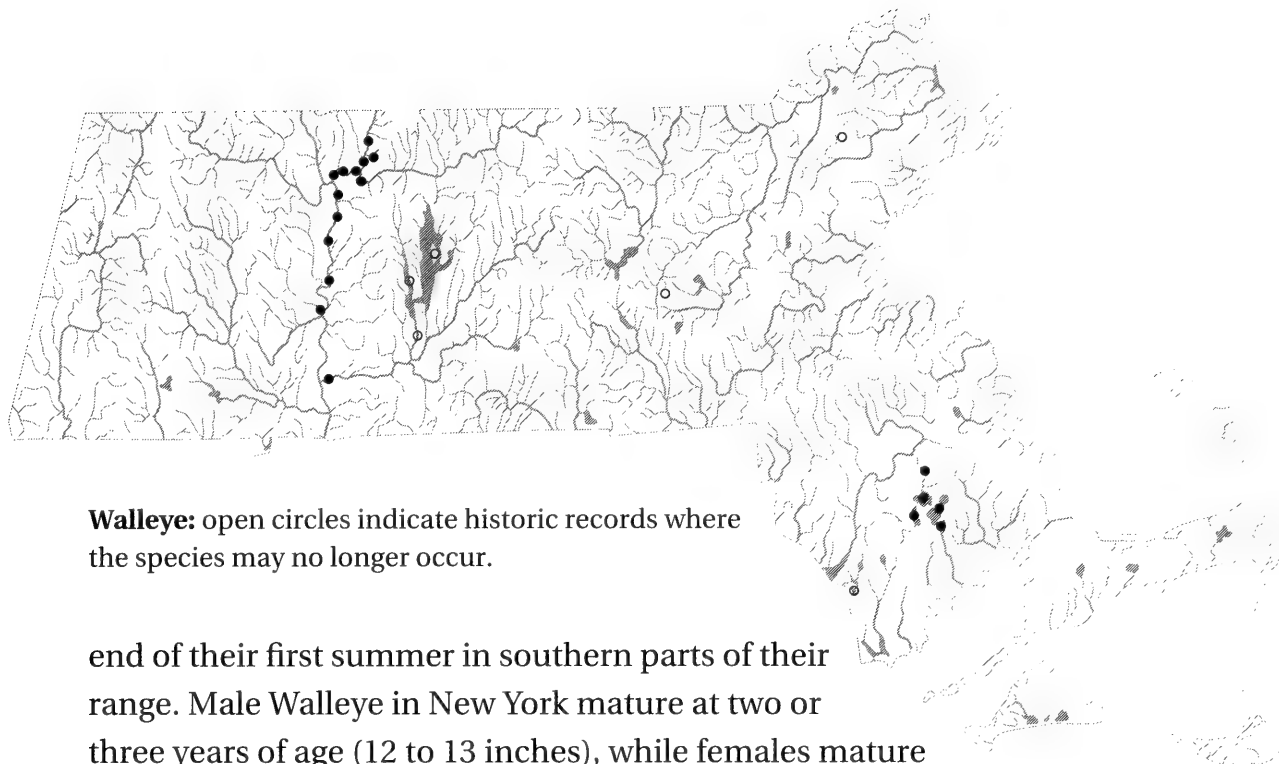 Walleye: open circles indicate historic records where
the species may no longer occur.
end of their first summer in southern parts of their
range. Male Walleye in New York mature at two or
three years of age (12 to 13 inches), while females mature